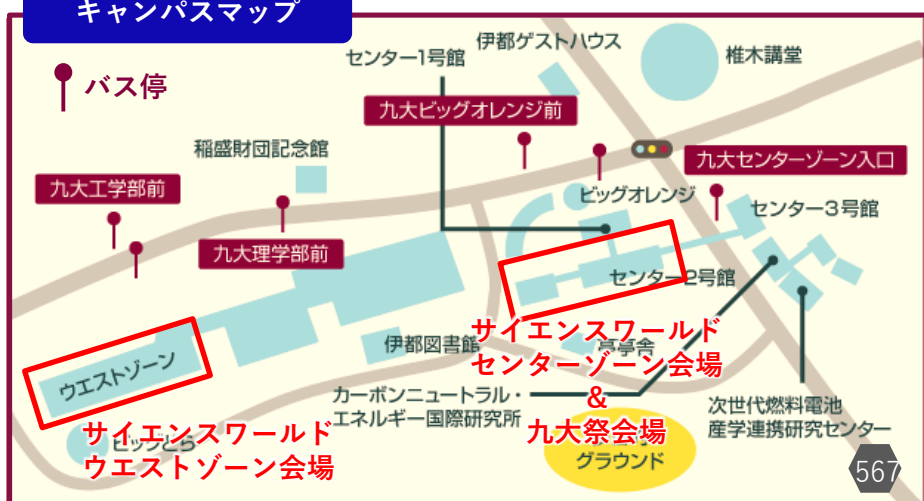 キャンパスマップ
バス停
センター1号館
伊都ゲストハウス
椎木講堂
九大ビッグオレンジ前
稲盛財団記念館
九大センターゾーン入口
九大工学部前
ビッグオレンジ
センター3号館
九大理学部前
センター2号館
サイエンスワールド
センターゾーン会場
&
九大祭会場
伊都図書館
亭亭舎
ウエストゾーン
カーボンニュートラル・
エネルギー国際研究所
次世代燃料電池
産学連携研究センター
サイエンスワールド
ウエストゾーン会場
グラウンド
567